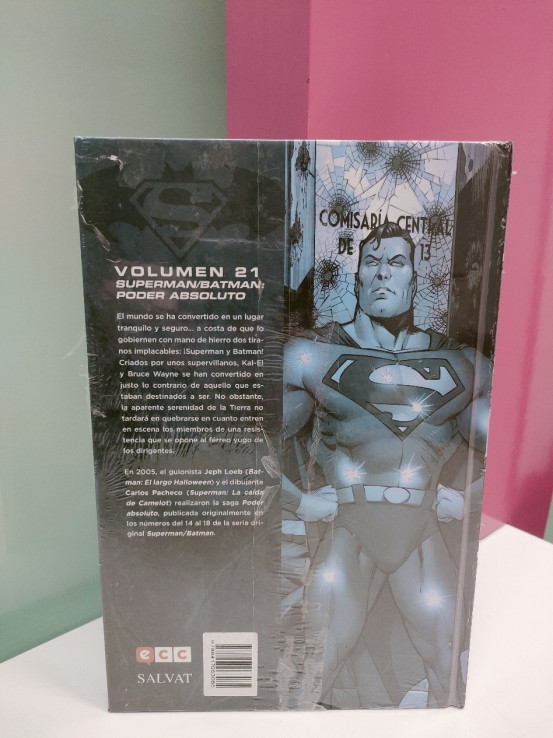 VOLUMEN 21
SUPERMAN/BATMAN:
PODER ABSOLUTO
El mundo se ha convertido en un lugar
tranquilo y seguro... a costa de que lo
gobiernen con mano de hierro dos tira-
nos implacables: ¡Superman y Batman!
Criados por unos supervillanos, Kal-El
y Bruce Wayne se han convertido en
justo lo contrario de aquello que es-
taban destinados a ser. No obstante,
la aparente serenidad de la Tierra no
tardará en quebrarse en cuanto entren
en escena los miembros de una resis-
tencia que se opone al férreo yugo de
los dirigentes.
En 2005, el guionista Jeph Loeb (Bat-
man: El largo Halloween) y el dibujante
Carlos Pacheco (Superman: La caída
de Camelot) realizaron la saga Poder
absoluto, publicada originalmente en
los números del 14 al 18 de la serie ori-
ginal Superman/Batman.
COMISARÍA CENTRAL
DE 13
ecc
SALVAT